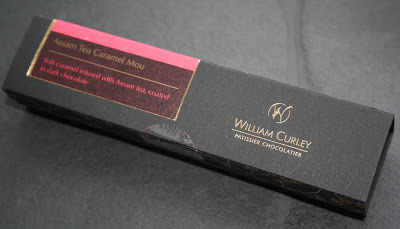 Assam Tea Caramel Mou
Soft caramel infused with Assam Tea, coated
in dark chocolate
WILLIAM CURLEY
PATISSIER CHOCOLATIER